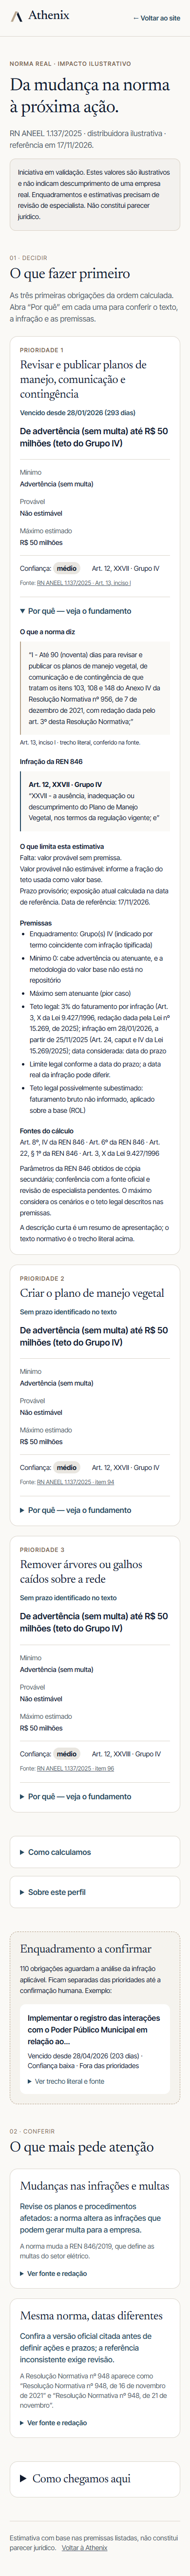 Athenix
← Voltar ao site
NORMA REAL · IMPACTO ILUSTRATIVO
Da mudança na norma
à próxima ação.
RN ANEEL 1.137/2025 · distribuidora ilustrativa ·
referência em 17/11/2026.
Iniciativa em validação. Estes valores são ilustrativos
e não indicam descumprimento de uma empresa
real. Enquadramentos e estimativas precisam de
revisão de especialista. Não constitui parecer
jurídico.
01 · DECIDIR
O que fazer primeiro
As três primeiras obrigações da ordem calculada.
Abra “Por quê” em cada uma para conferir o texto,
a infração e as premissas.
PRIORIDADE 1
Revisar e publicar planos de
manejo, comunicação e
contingência
Vencido desde 28/01/2026 (293 dias)
De advertência (sem multa) até R$ 50
milhões (teto do Grupo IV)
Mínimo
Advertência (sem multa)
Provável
Não estimável
Máximo estimado
R$ 50 milhões
Confiança: médio Art. 12, XXVII · Grupo IV
Fonte: RN ANEEL 1.137/2025 · Art. 13, inciso I
▼ Por quê — veja o fundamento
O que a norma diz
“I - Até 90 (noventa) dias para revisar e
publicar os planos de manejo vegetal, de
comunicação e de contingência de que
tratam os itens 103, 108 e 148 do Anexo IV da
Resolução Normativa nº 956, de 7 de
dezembro de 2021, com redação dada pelo
art. 3º desta Resolução Normativa;”
Art. 13, inciso I · trecho literal, conferido na fonte.
Infração da REN 846
Art. 12, XXVII · Grupo IV
“XXVII - a ausência, inadequação ou
descumprimento do Plano de Manejo
Vegetal, nos termos da regulação vigente; e”
O que limita esta estimativa
Falta: valor provável sem premissa.
Valor provável não estimável: informe a fração do
teto usada como valor base.
Prazo provisório; exposição atual calculada na data
de referência. Data de referência: 17/11/2026.
Premissas
• Enquadramento: Grupo(s) IV (indicado por
termo coincidente com infração tipificada)
• Mínimo 0: cabe advertência ou atenuante, e a
metodologia do valor base não está no
repositório
• Máximo sem atenuante (pior caso)
• Teto legal: 3% do faturamento por infração (Art.
3, X da Lei 9.427/1996, redação dada pela Lei nº
15.269, de 2025); infração em 28/01/2026, a
partir de 25/11/2025 (Art. 24, caput e IV da Lei
15.269/2025); data considerada: data do prazo
• Limite legal conforme a data do prazo; a data
real da infração pode diferir.
• Teto legal possivelmente subestimado:
faturamento bruto não informado, aplicado
sobre a base (ROL)
Fontes do cálculo
Art. 8º, IV da REN 846 · Art. 6º da REN 846 · Art.
22, § 1º da REN 846 · Art. 3, X da Lei 9.427/1996
Parâmetros da REN 846 obtidos de cópia
secundária; conferência com a fonte oficial e
revisão de especialista pendentes. O máximo
considera os cenários e o teto legal descritos nas
premissas.
A descrição curta é um resumo de apresentação; o
texto normativo é o trecho literal acima.
PRIORIDADE 2
Criar o plano de manejo vegetal
Sem prazo identificado no texto
De advertência (sem multa) até R$ 50
milhões (teto do Grupo IV)
Mínimo
Advertência (sem multa)
Provável
Não estimável
Máximo estimado
R$ 50 milhões
Confiança: médio Art. 12, XXVII · Grupo IV
Fonte: RN ANEEL 1.137/2025 · item 94
▶ Por quê — veja o fundamento
PRIORIDADE 3
Remover árvores ou galhos
caídos sobre a rede
Sem prazo identificado no texto
De advertência (sem multa) até R$ 50
milhões (teto do Grupo IV)
Mínimo
Advertência (sem multa)
Provável
Não estimável
Máximo estimado
R$ 50 milhões
Confiança: médio Art. 12, XXVIII · Grupo IV
Fonte: RN ANEEL 1.137/2025 · item 96
▶ Por quê — veja o fundamento
▶ Como calculamos
▶ Sobre este perfil
Enquadramento a confirmar
110 obrigações aguardam a análise da infração
aplicável. Ficam separadas das prioridades até a
confirmação humana. Exemplo:
Implementar o registro das interações
com o Poder Público Municipal em
relação ao...
Vencido desde 28/04/2026 (203 dias) ·
Confiança baixa · Fora das prioridades
▶ Ver trecho literal e fonte
02 · CONFERIR
O que mais pede atenção
Mudanças nas infrações e multas
Revise os planos e procedimentos
afetados: a norma altera as infrações que
podem gerar multa para a empresa.
A norma muda a REN 846/2019, que define as
multas do setor elétrico.
▶ Ver fonte e redação
Mesma norma, datas diferentes
Confira a versão oficial citada antes de
definir ações e prazos; a referência
inconsistente exige revisão.
A Resolução Normativa nº 948 aparece como
“Resolução Normativa nº 948, de 16 de novembro
de 2021” e “Resolução Normativa nº 948, de 21 de
novembro”.
▶ Ver fonte e redação
▶ Como chegamos aqui
Estimativa com base nas premissas listadas, não constitui
parecer jurídico. Voltar à Athenix